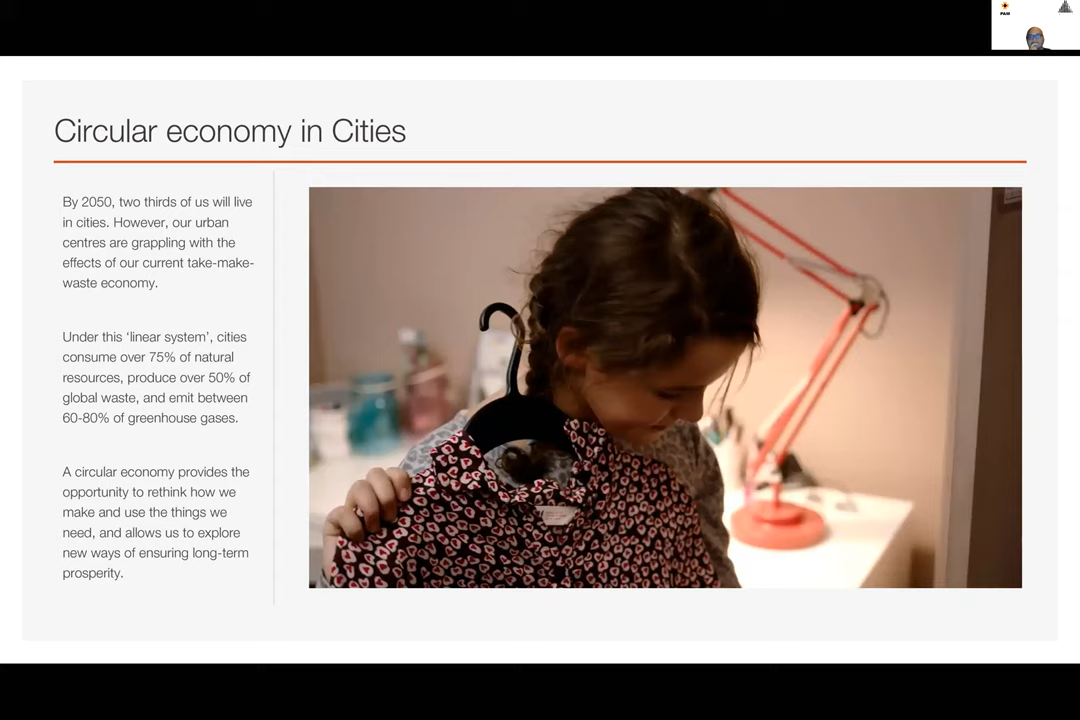 PAM
Circular economy in Cities
By 2050, two thirds of us will live
in cities. However, our urban
centres are grappling with the
effects of our current take-make-
waste economy.
Under this ‘linear system’, cities
consume over 75% of natural
resources, produce over 50% of
global waste, and emit between
60-80% of greenhouse gases.
A circular economy provides the
opportunity to rethink how we
make and use the things we
need, and allows us to explore
new ways of ensuring long-term
prosperity.